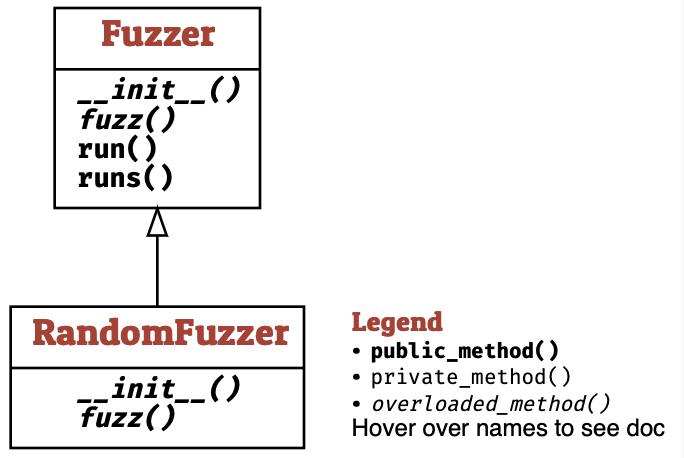 Fuzzer
__init__()
fuzz()
run()
runs()
RandomFuzzer
__init__()
fuzz()
Legend
• public_method()
• private_method()
• overloaded_method()
Hover over names to see doc